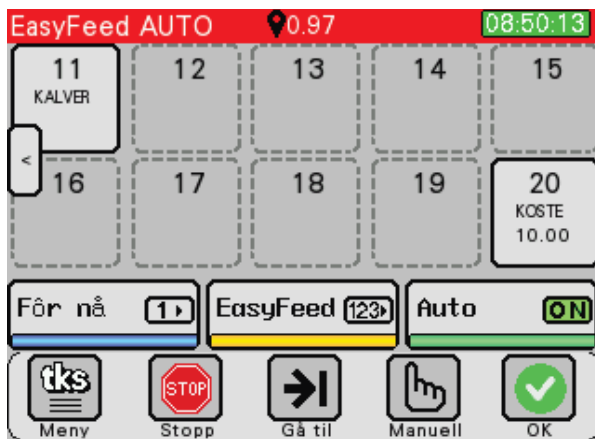 EasyFeed AUTO 0.97 08:50:13
11 12 13 14 15
KALVER
<
16 17 18 19 20
KOSTE
10.00
Fôr nå 1 EasyFeed 123 Auto ON
tks STOP
Meny Stopp Gå til Manuell OK